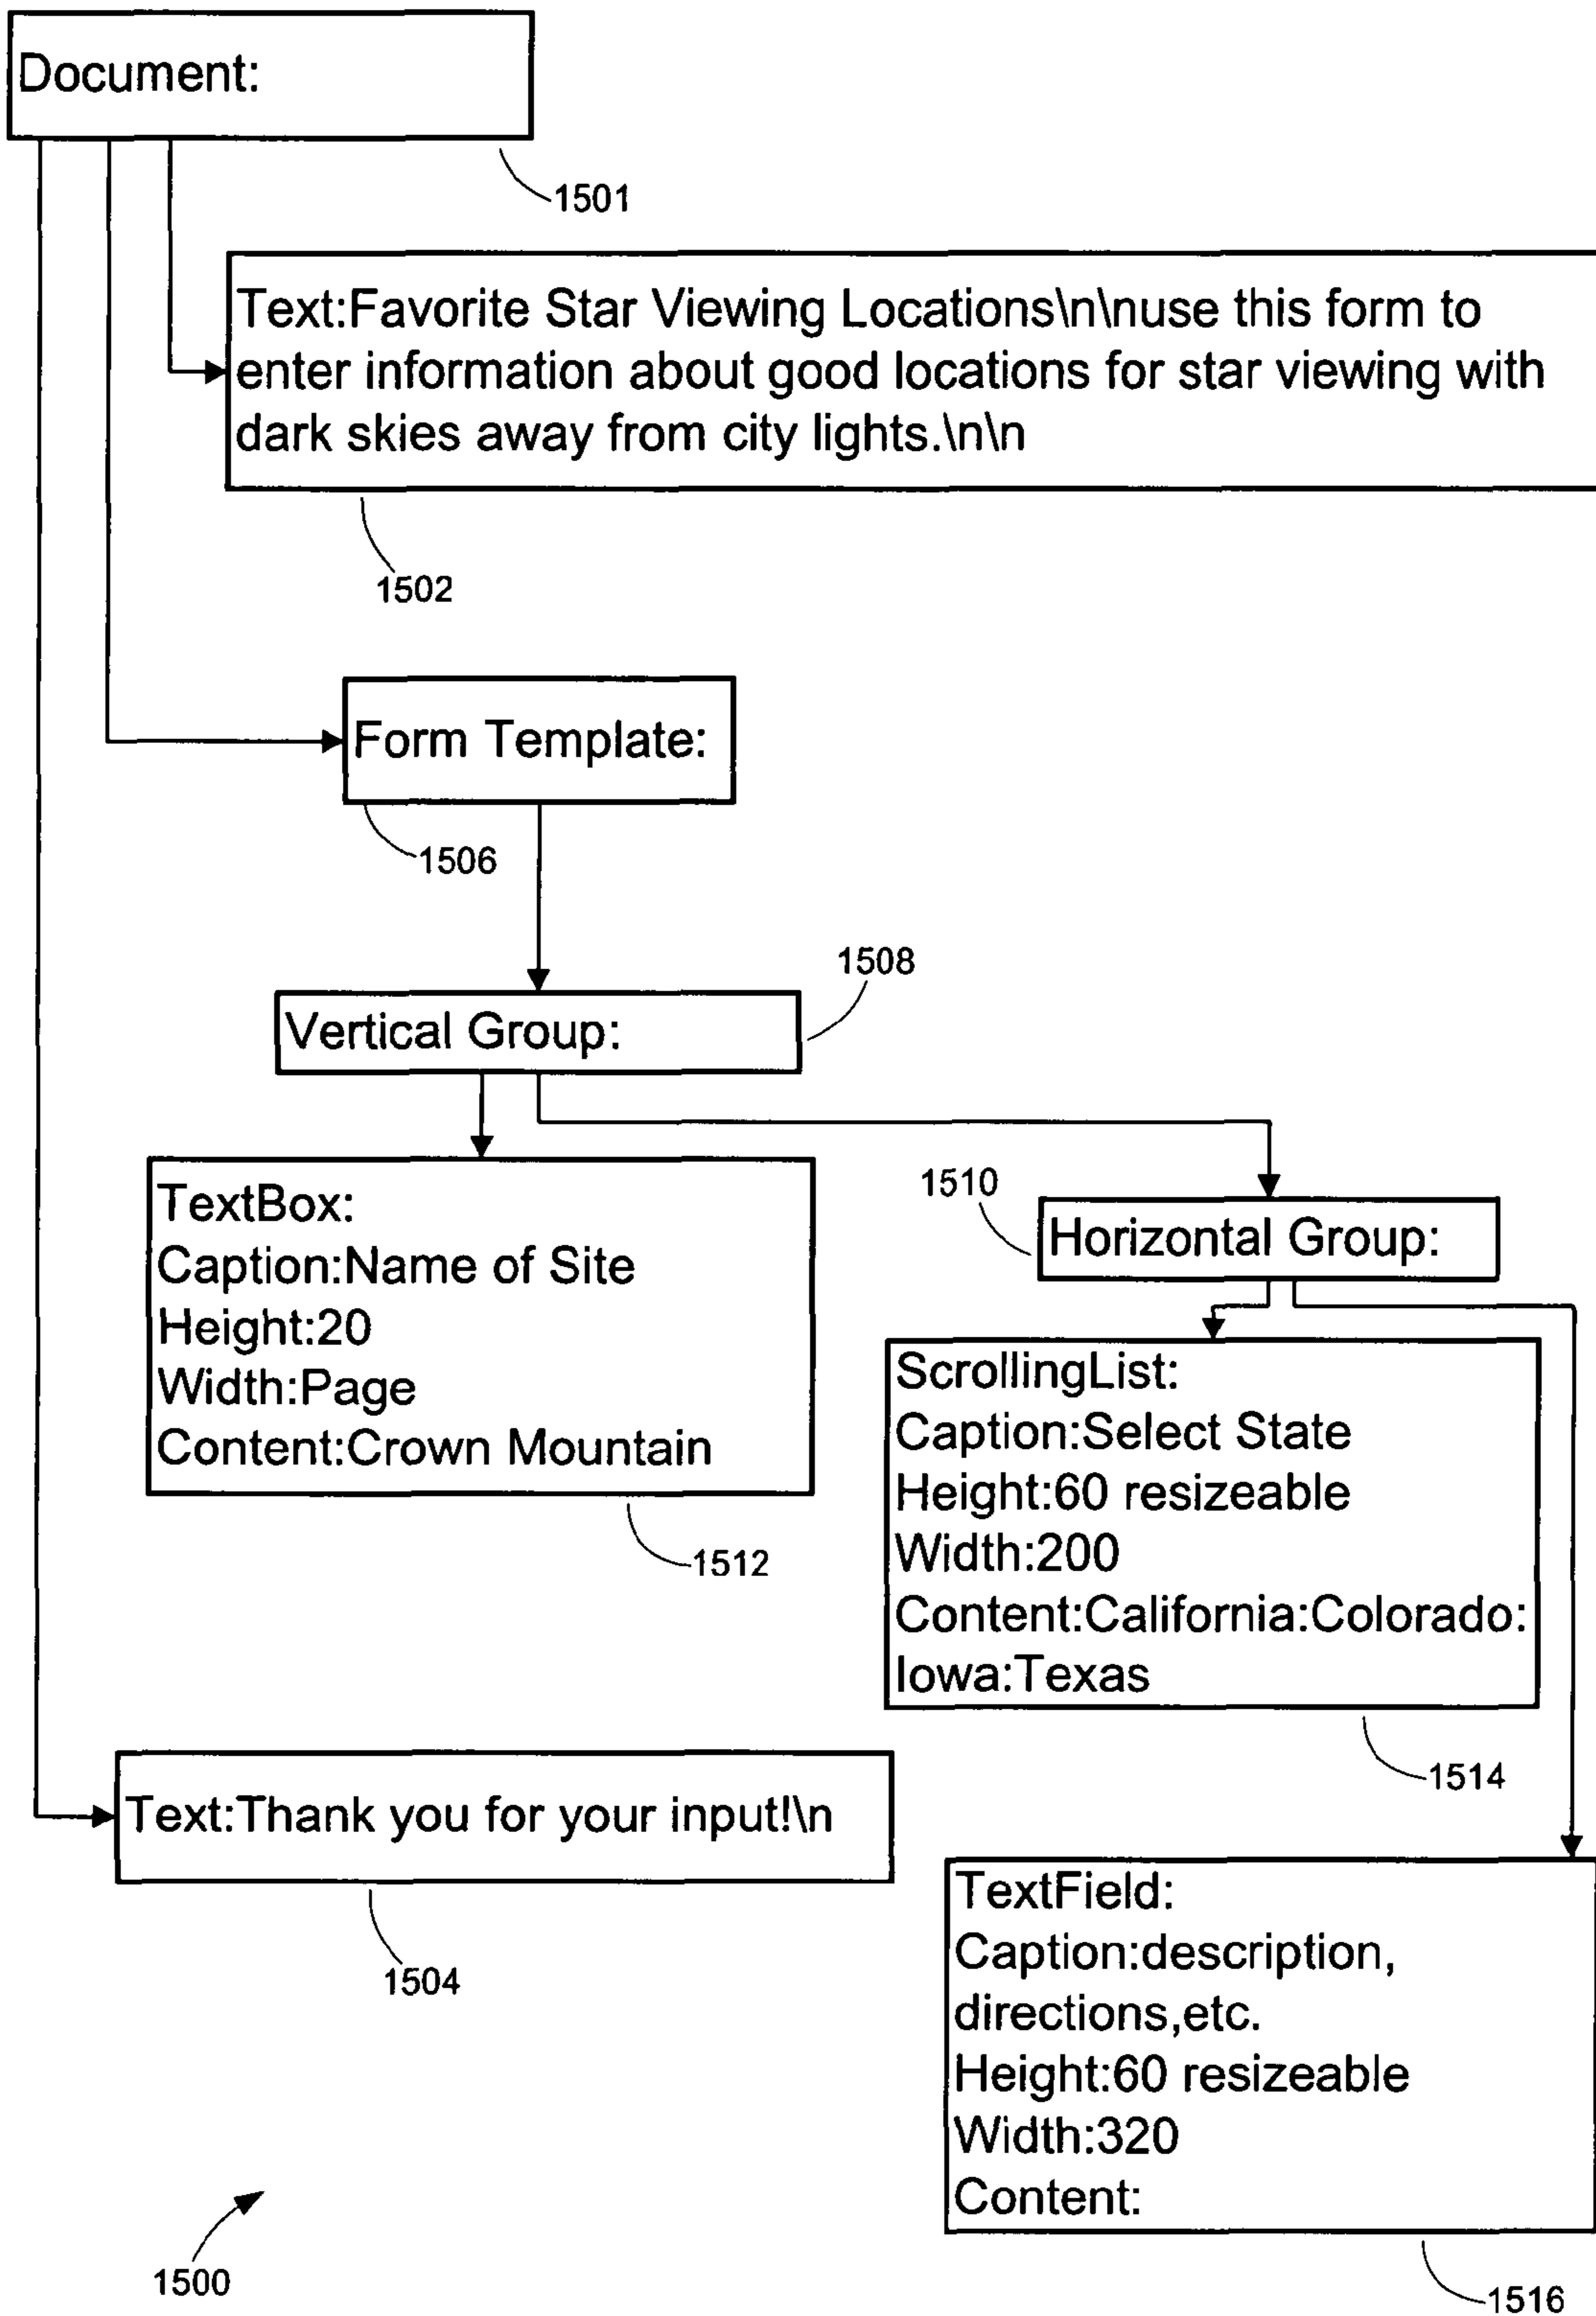 Document:
1501
Text:Favorite Star Viewing Locations\n\nuse this form to
enter information about good locations for star viewing with
dark skies away from city lights.\n\n
1502
Form Template:
1506
Vertical Group:
1508
TextBox:
Caption:Name of Site
Height:20
Width:Page
Content:Crown Mountain
1512
1510
Horizontal Group:
ScrollingList:
Caption:Select State
Height:60 resizeable
Width:200
Content:California:Colorado:
Iowa:Texas
1514
Text:Thank you for your input!\n
1504
TextField:
Caption:description,
directions,etc.
Height:60 resizeable
Width:320
Content:
1516
1500